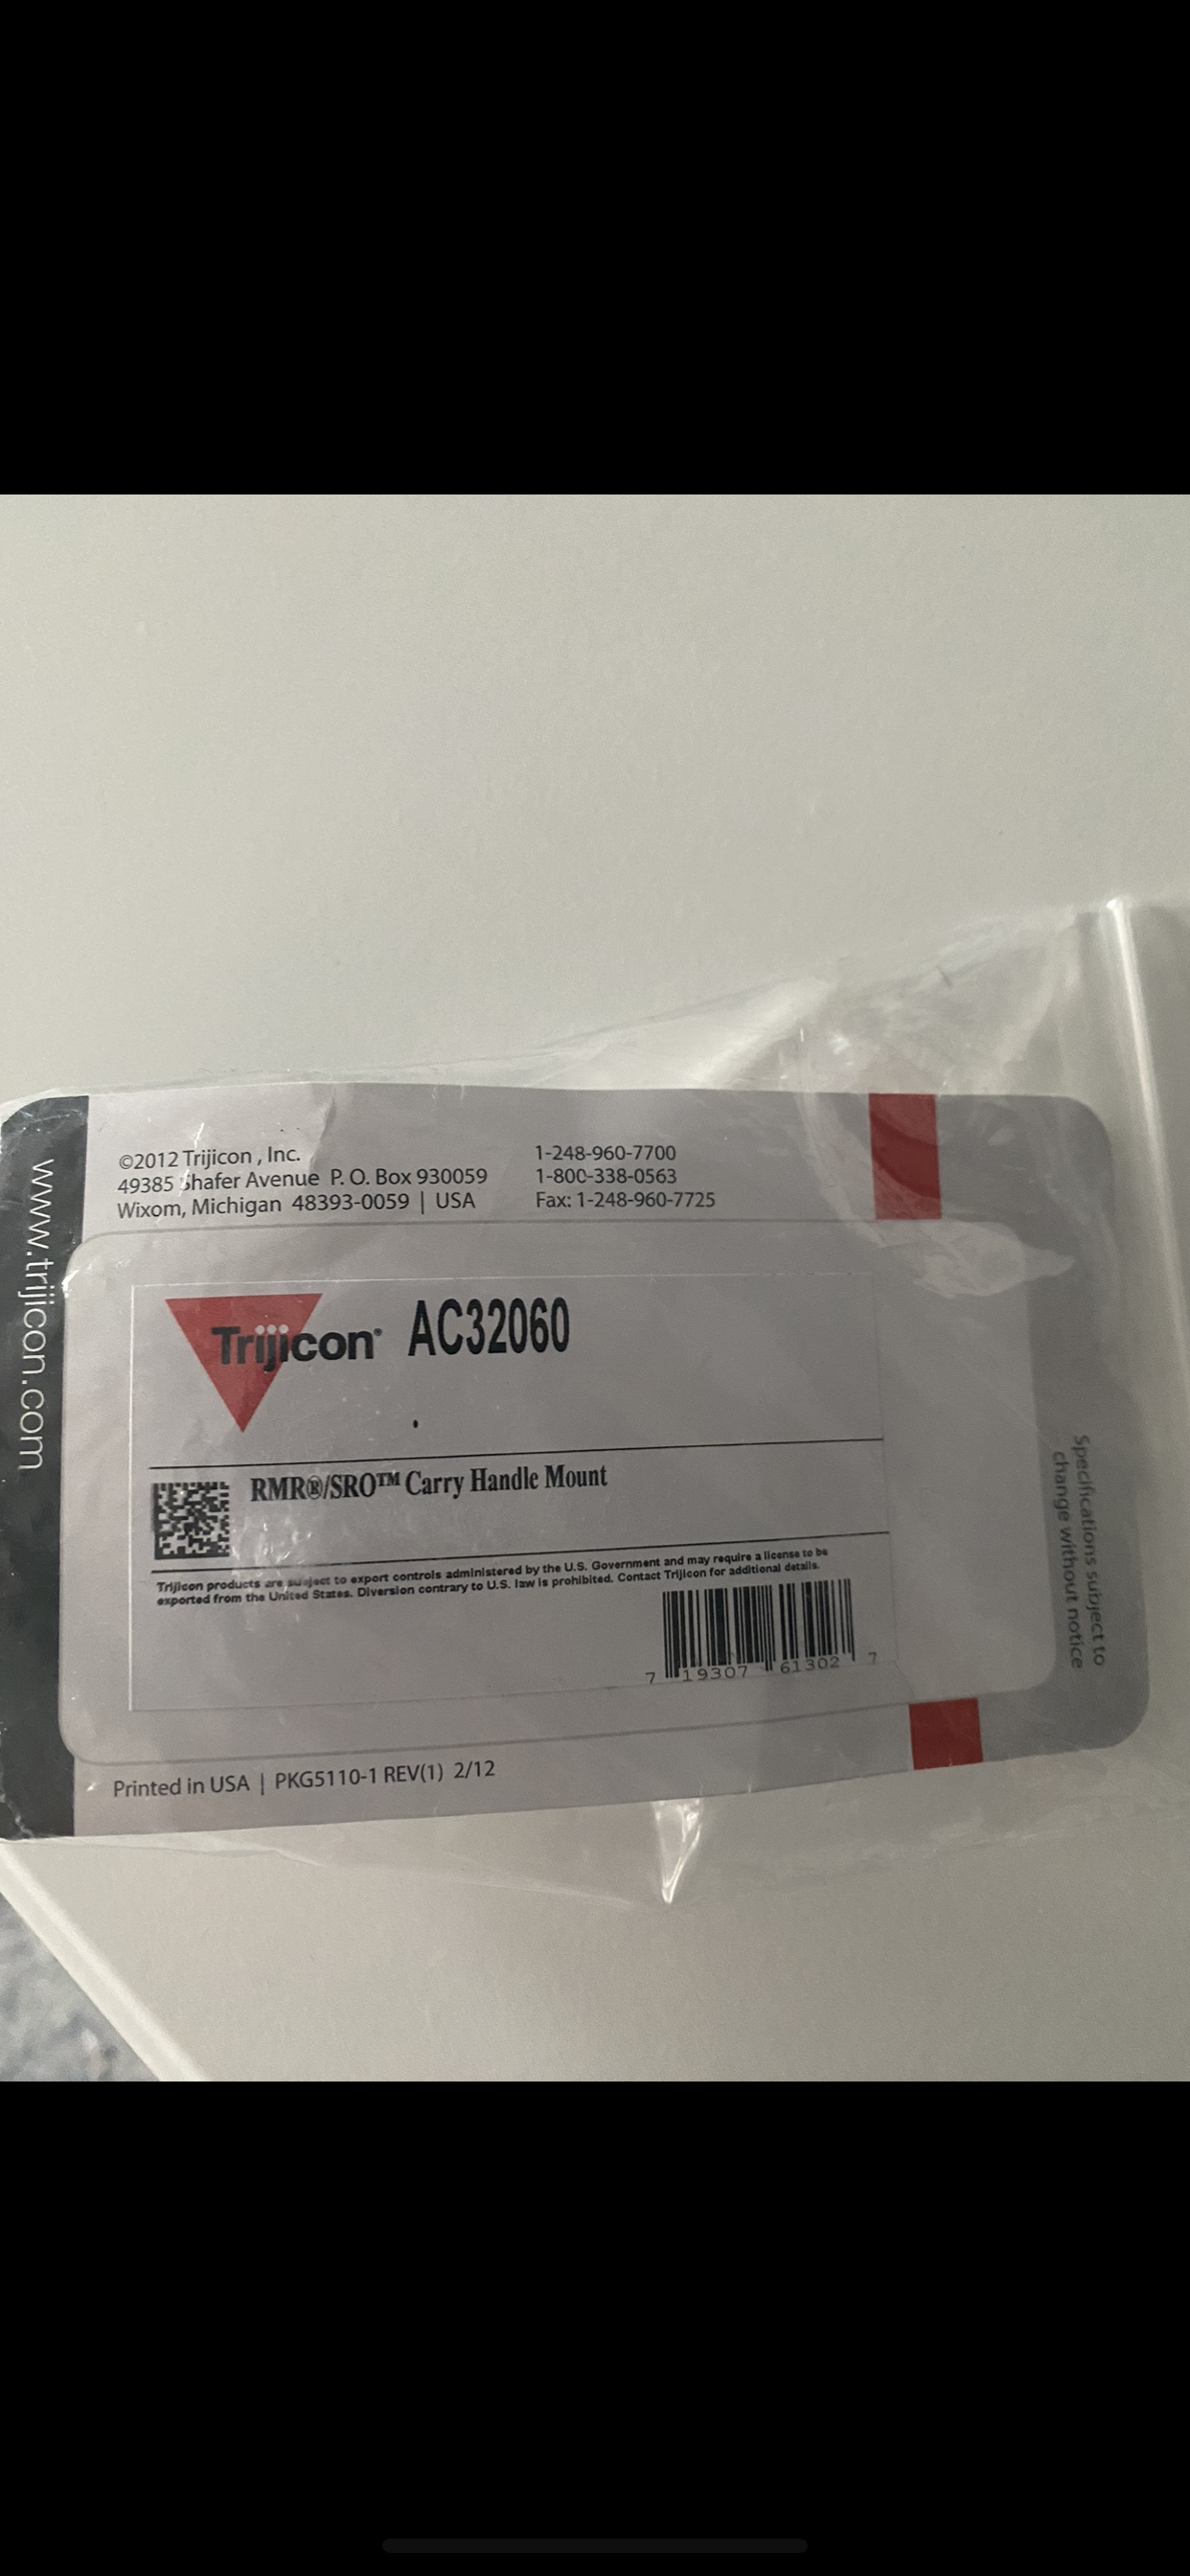 www.trijicon.com
©2012 Trijicon , Inc.
49385 Shafer Avenue P. O. Box 930059
Wixom, Michigan 48393-0059 | USA
1-248-960-7700
1-800-338-0563
Fax: 1-248-960-7725
Trijicon® AC32060
RMR®/SRO™ Carry Handle Mount
Trijicon products are subject to export controls administered by the U.S. Government and may require a license to be
exported from the United States. Diversion contrary to U.S. law is prohibited. Contact Trijicon for additional details.
7 19307 61302 7
Specifications subject to
change without notice
Printed in USA | PKG5110-1 REV(1) 2/12